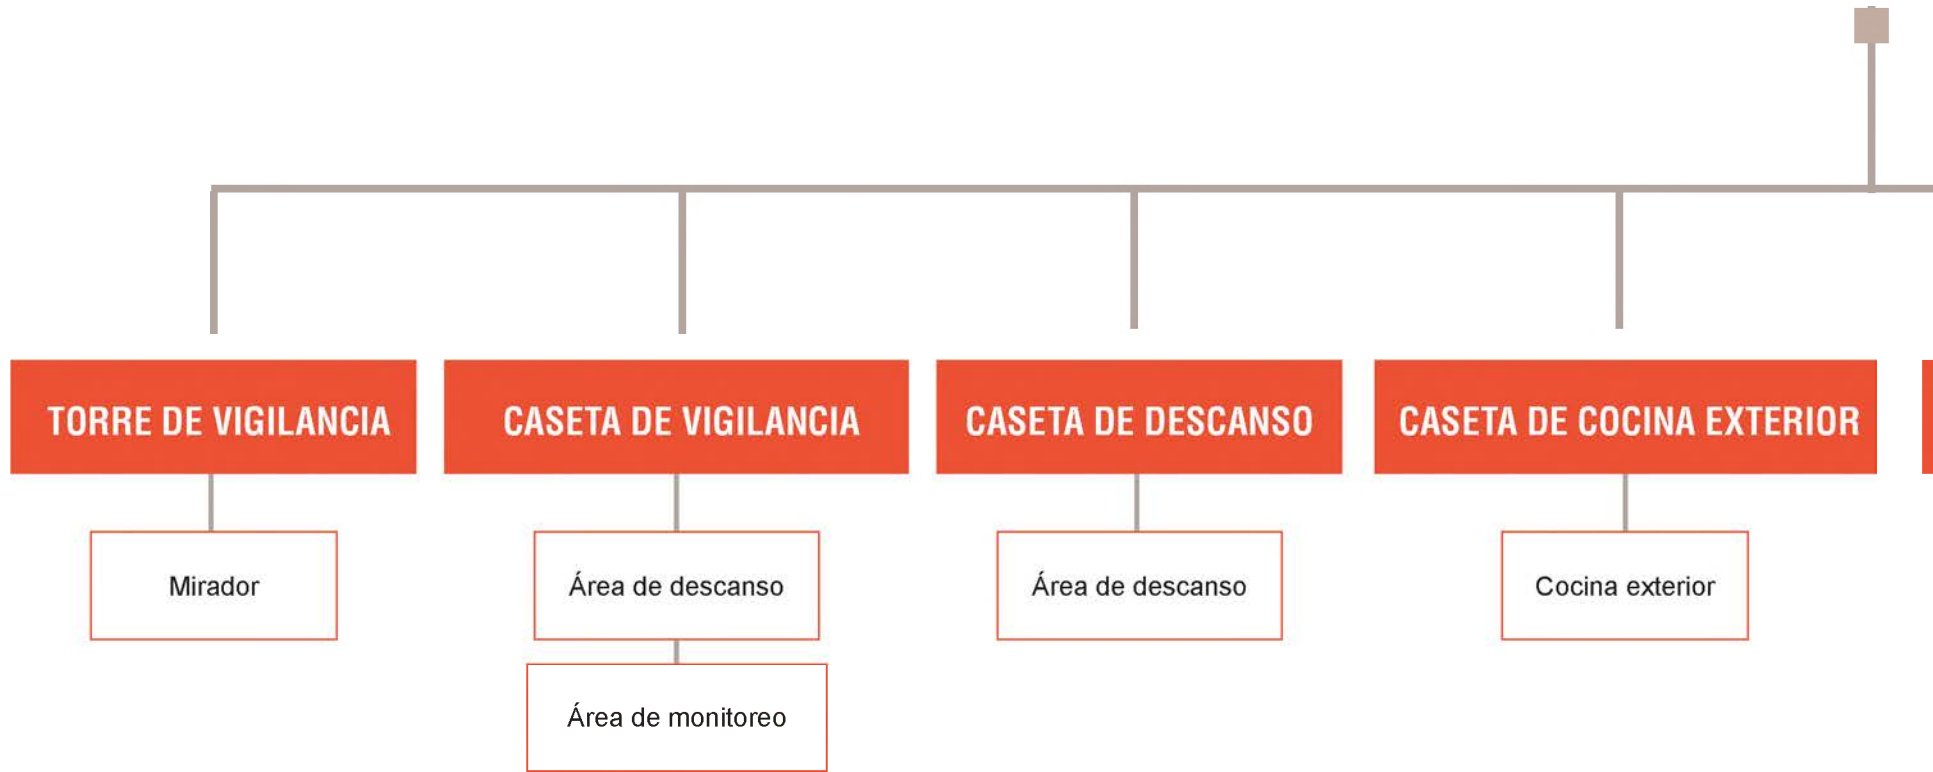 TORRE DE VIGILANCIA
CASETA DE VIGILANCIA
CASETA DE DESCANSO
CASETA DE COCINA EXTERIOR
Mirador
Área de descanso
Área de descanso
Cocina exterior
Área de monitoreo